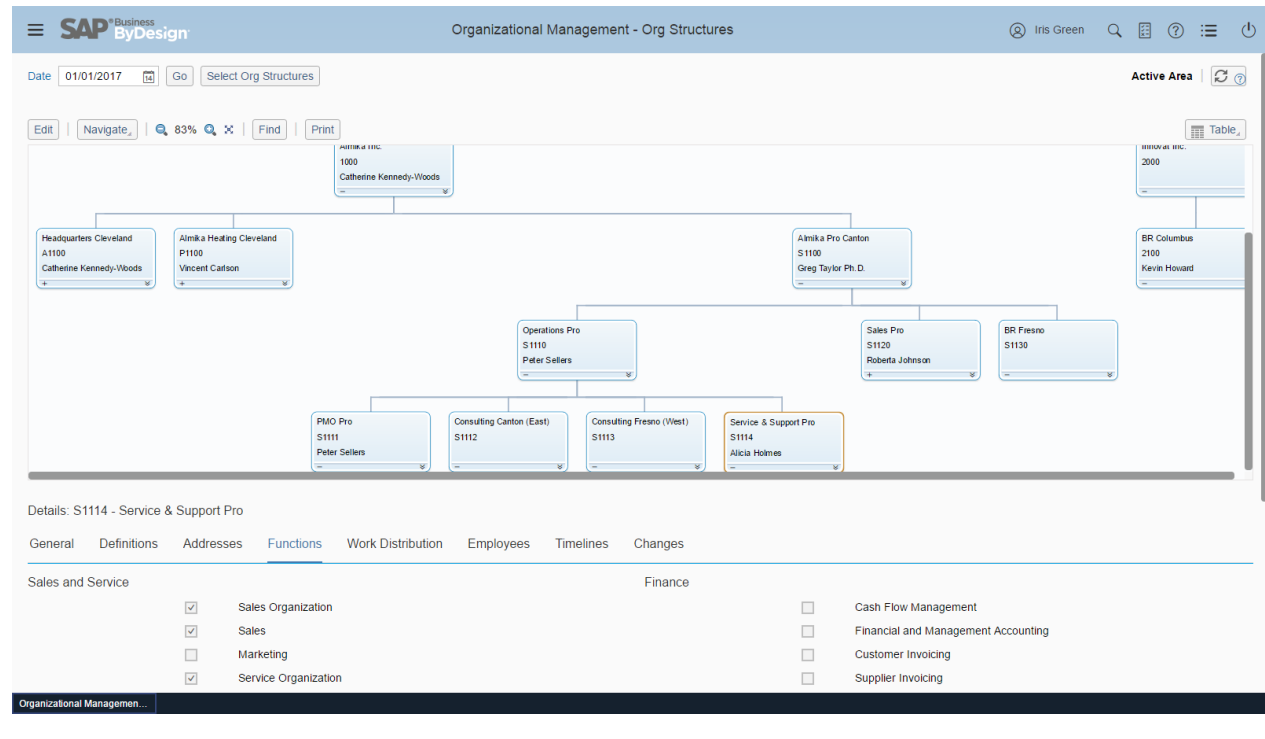 SAP Business ByDesign
Organizational Management - Org Structures
Iris Green
Date 01/01/2017 14 Go Select Org Structures
Active Area
Edit Navigate 83% Find Print
Table
Almika Inc.
1000
Catherine Kennedy-Woods
Innovat Inc.
2000
Headquarters Cleveland
A1100
Catherine Kennedy-Woods
Almika Heating Cleveland
P1100
Vincent Carlson
Almika Pro Canton
S1100
Greg Taylor Ph.D.
BR Columbus
2100
Kevin Howard
Operations Pro
S1110
Peter Sellers
Sales Pro
S1120
Roberta Johnson
BR Fresno
S1130
PMO Pro
S1111
Peter Sellers
Consulting Canton (East)
S1112
Consulting Fresno (West)
S1113
Service & Support Pro
S1114
Alicia Holmes
Details: S1114 - Service & Support Pro
General Definitions Addresses Functions Work Distribution Employees Timelines Changes
Sales and Service
Sales Organization
Sales
Marketing
Service Organization
Finance
Cash Flow Management
Financial and Management Accounting
Customer Invoicing
Supplier Invoicing
Organizational Managemen...